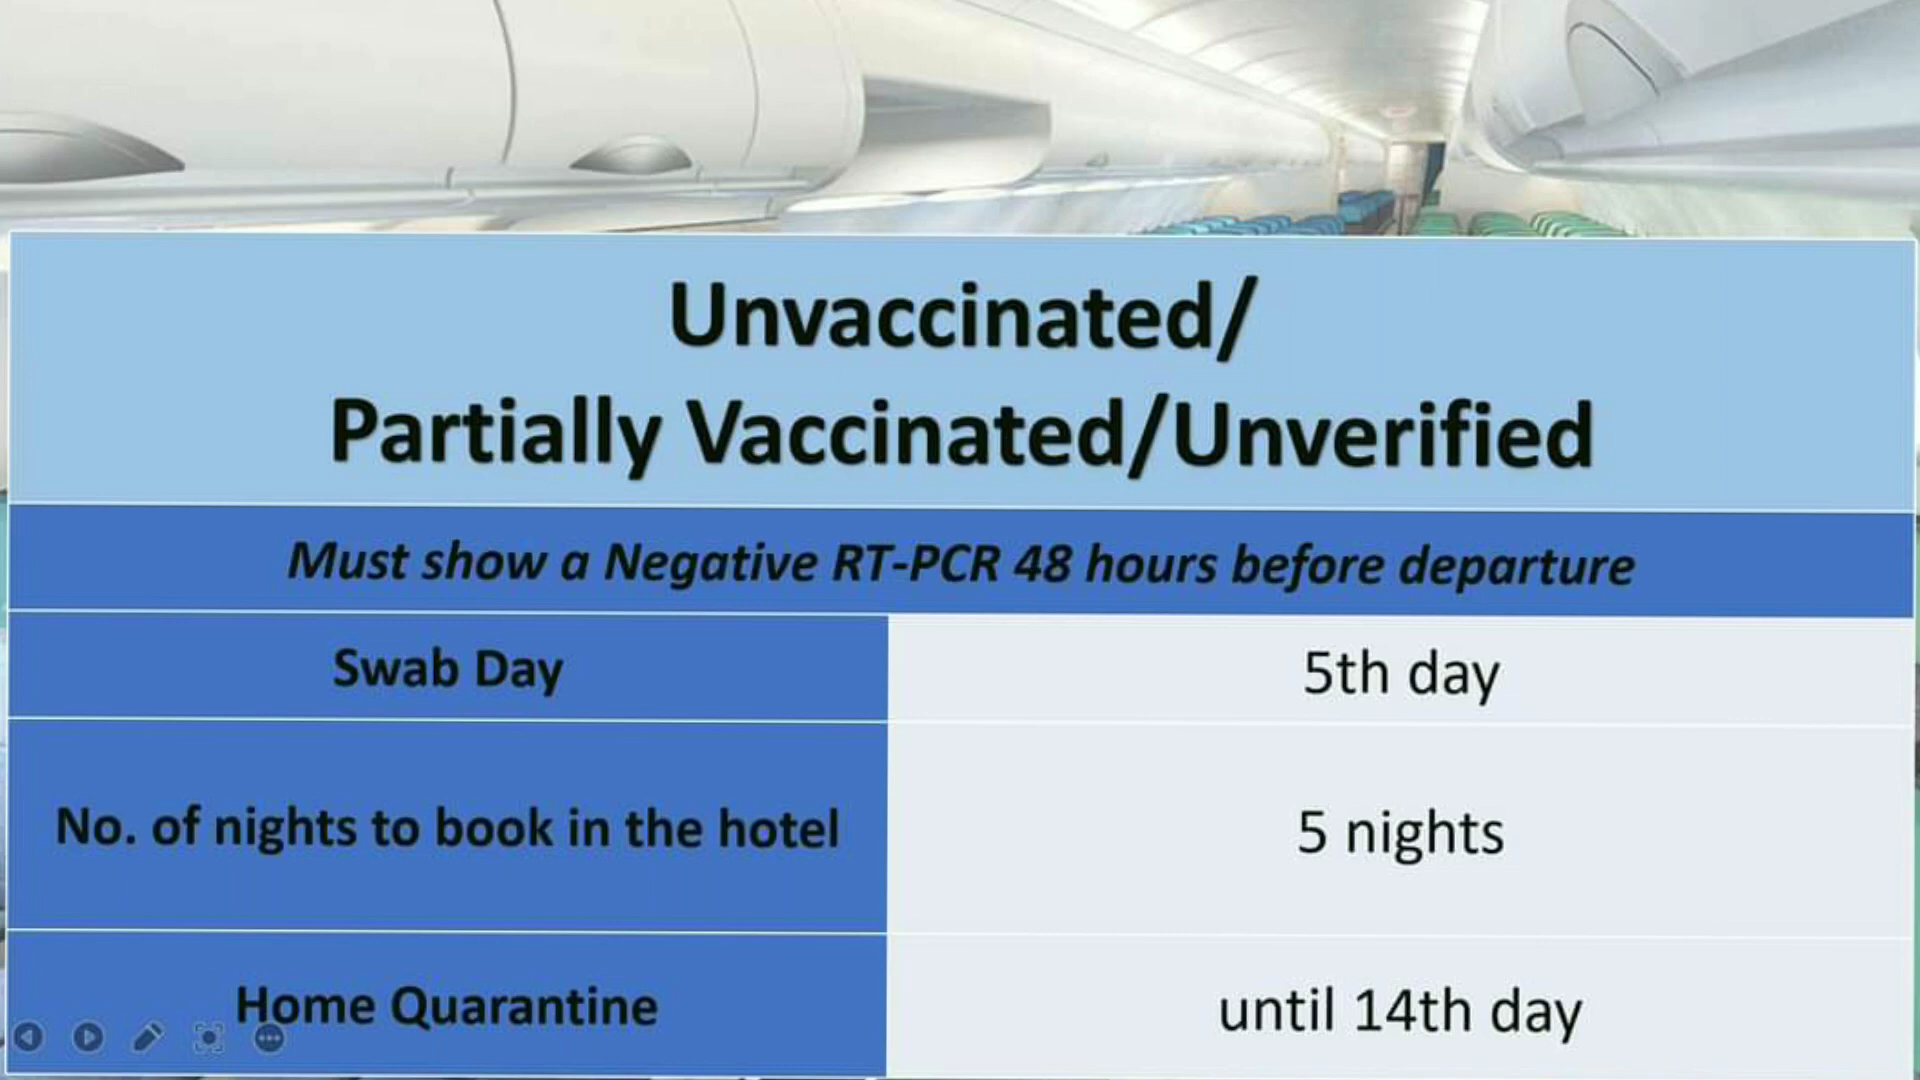 Unvaccinated/
Partially Vaccinated/Unverified
Must show a Negative RT-PCR 48 hours before departure
Swab Day
5th day
No. of nights to book in the hotel
5 nights
Home Quarantine
until 14th day